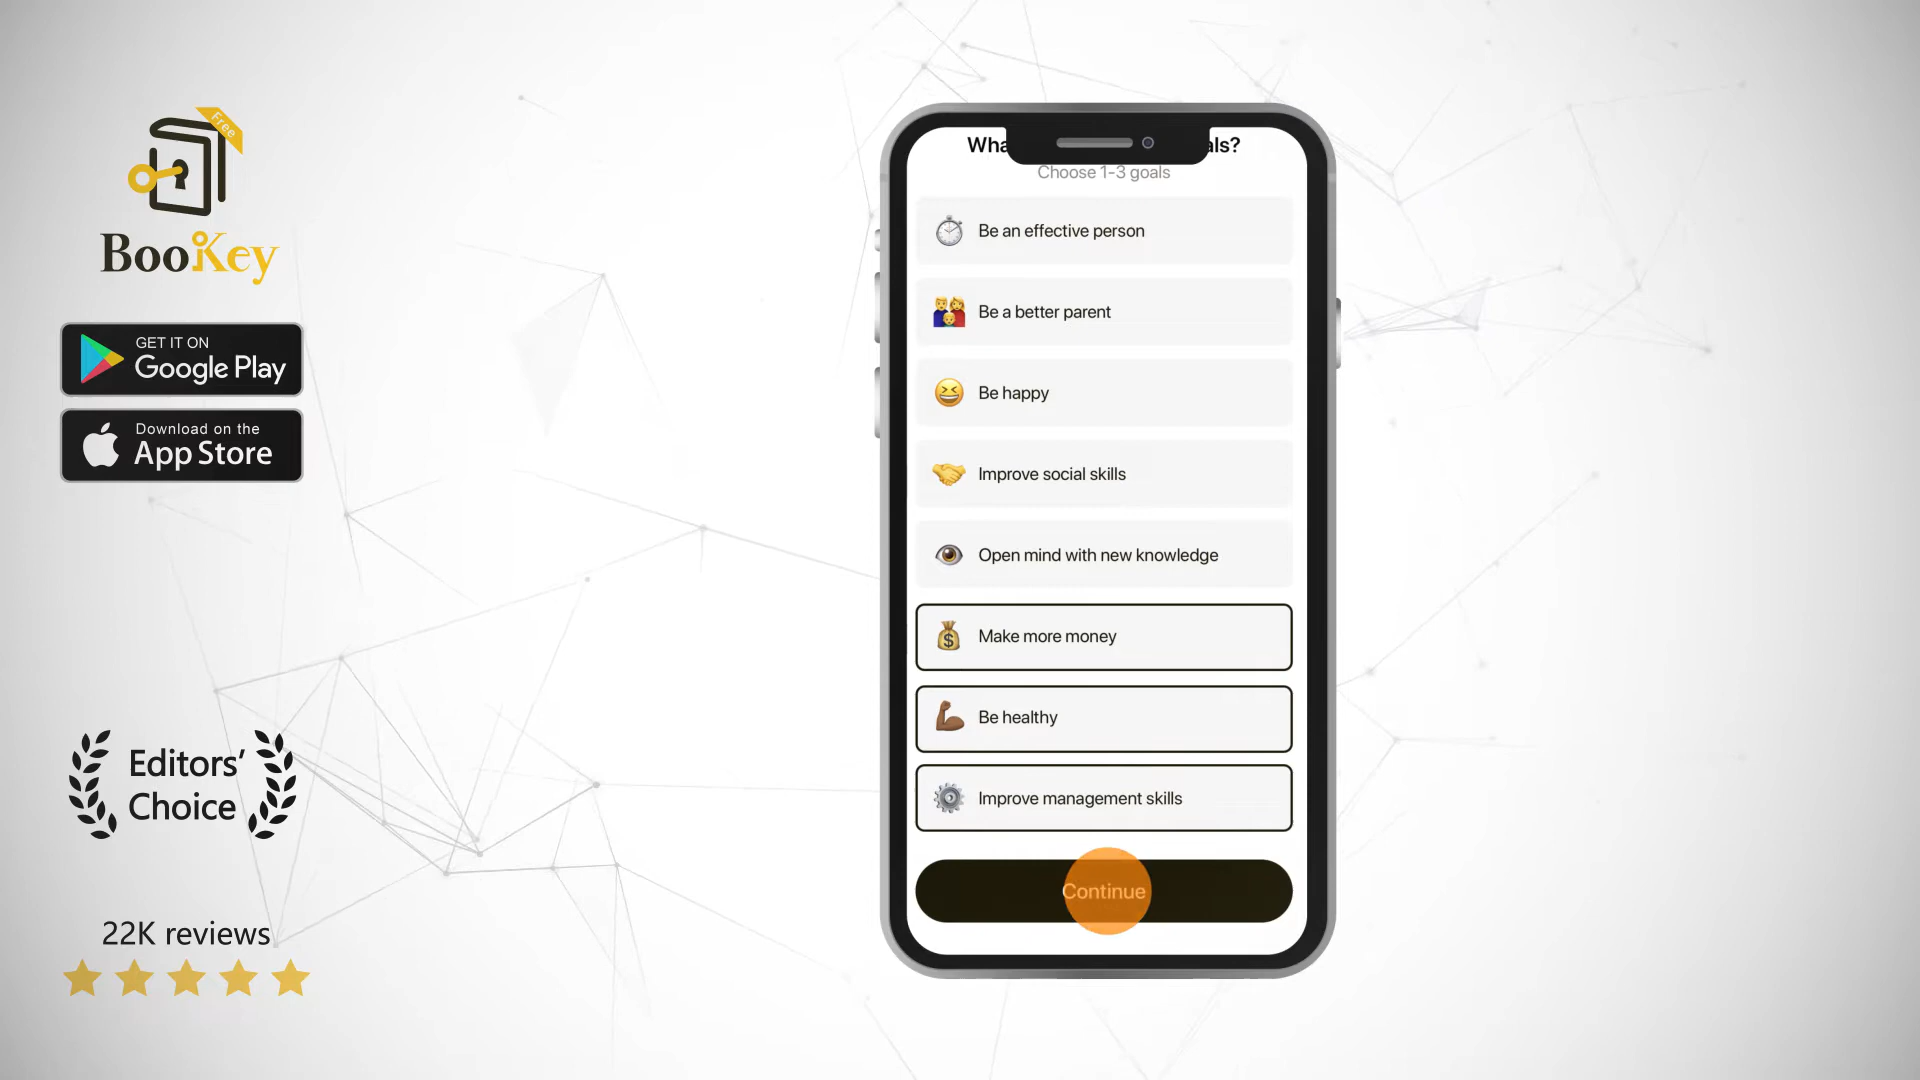 Free
BooKey
GET IT ON
Google Play
Download on the
App Store
Editors’
Choice
22K reviews
Wha als?
Choose 1-3 goals
Be an effective person
Be a better parent
Be happy
Improve social skills
Open mind with new knowledge
Make more money
Be healthy
Improve management skills
Continue